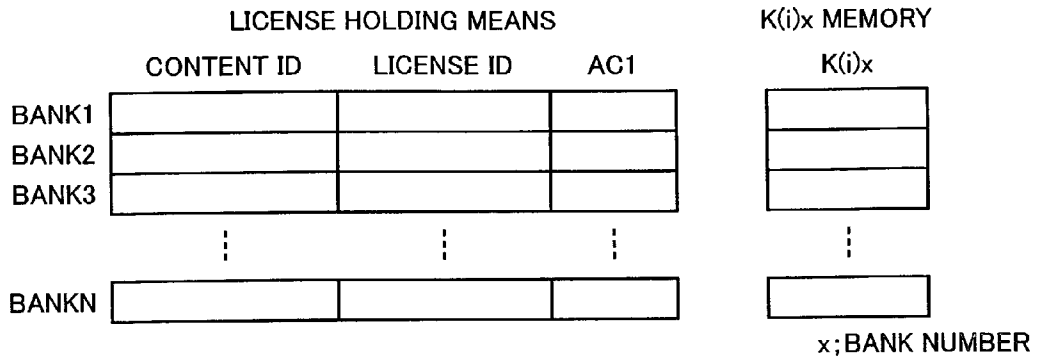 LICENSE HOLDING MEANS K(i)x MEMORY
CONTENT ID LICENSE ID AC1 K(i)x
BANK1
BANK2
BANK3
BANKN
x;BANK NUMBER